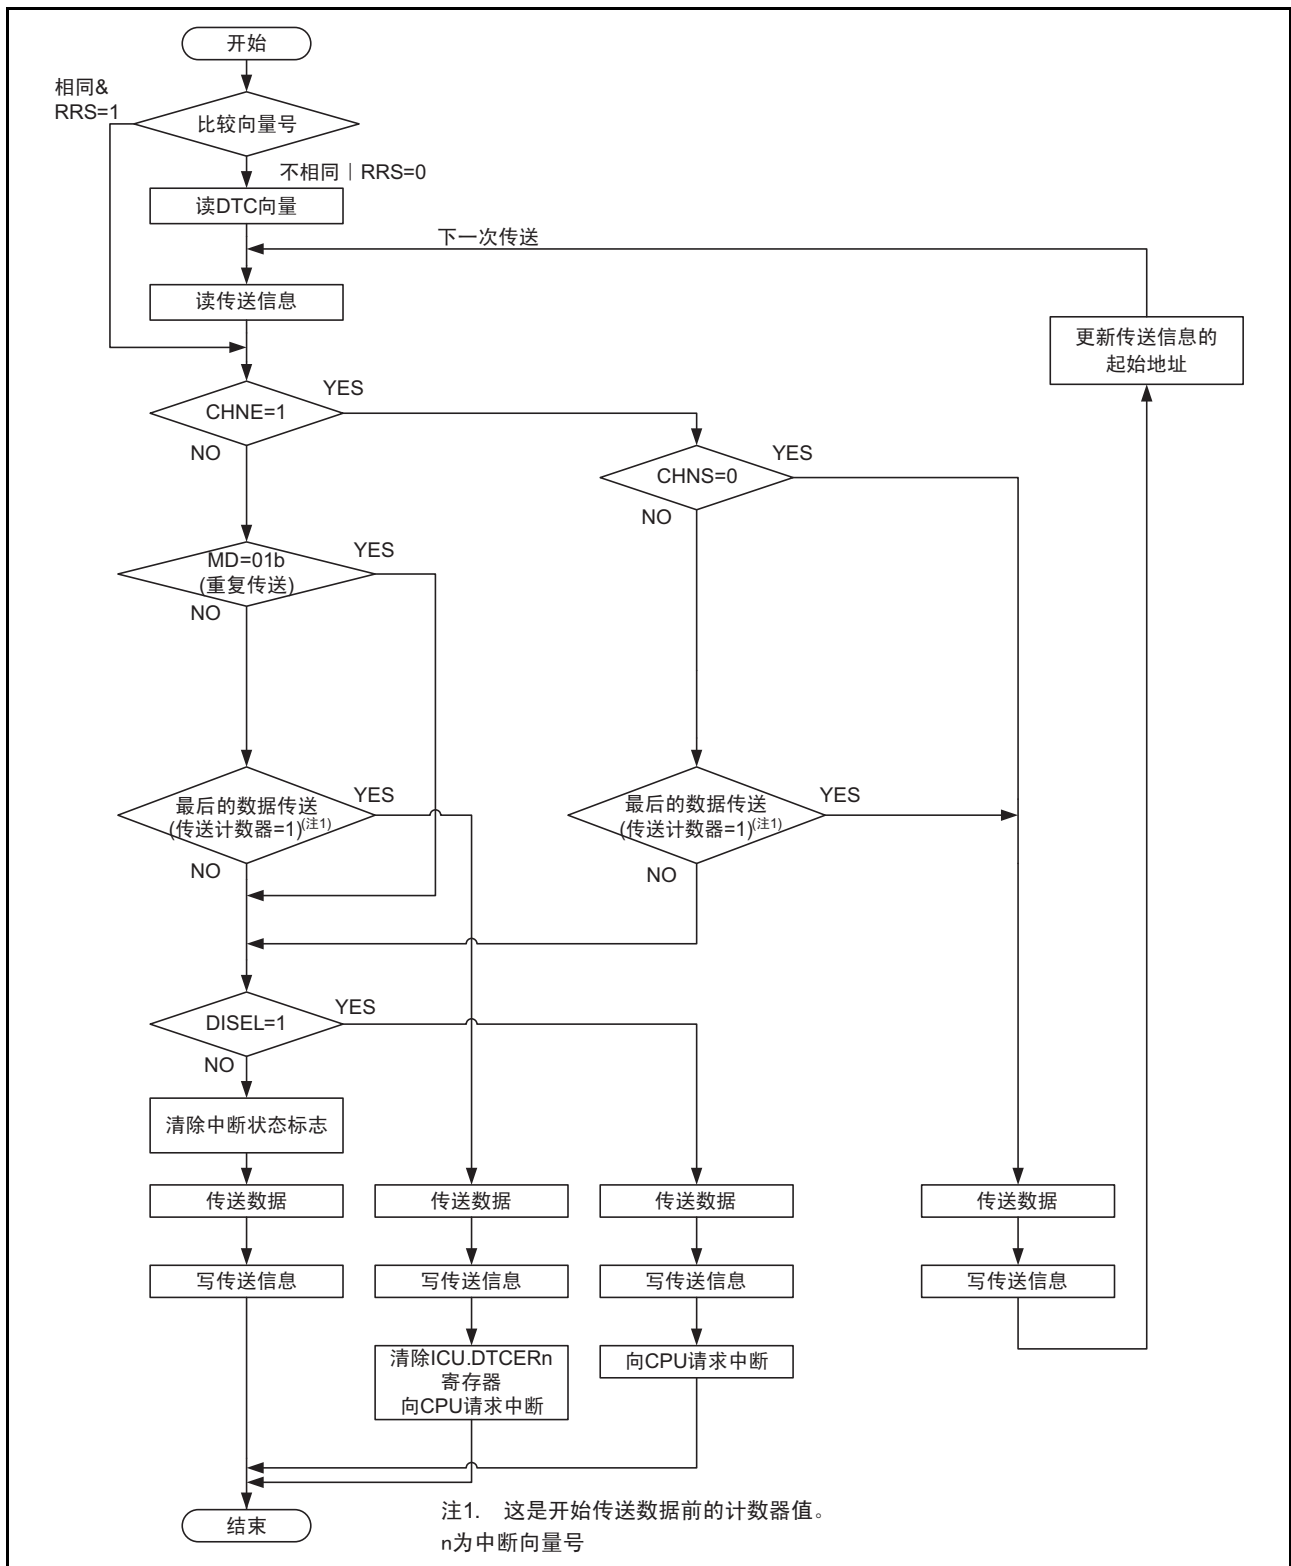 开始
相同&
RRS=1
比较向量号
不相同｜RRS=0
读DTC向量
下一次传送
读传送信息
更新传送信息的
起始地址
YES
CHNE=1
NO
YES
CHNS=0
NO
MD=01b
(重复传送)
YES
NO
最后的数据传送
(传送计数器=1)(注1)
YES
NO
最后的数据传送
(传送计数器=1)(注1)
YES
NO
DISEL=1
YES
NO
清除中断状态标志
传送数据
传送数据
传送数据
传送数据
写传送信息
写传送信息
写传送信息
写传送信息
清除ICU.DTCERn
寄存器
向CPU请求中断
向CPU请求中断
结束
注1. 这是开始传送数据前的计数器值。
n为中断向量号